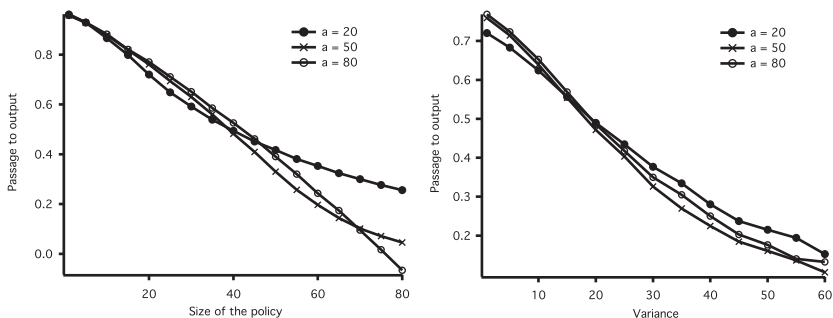 Passage to output
0.8
0.6
0.4
0.2
0.0
20
40
60
80
Size of the policy
a = 20
a = 50
a = 80
Passage to output
0.7
0.6
0.5
0.4
0.3
0.2
10
20
30
40
50
60
Variance
a = 20
a = 50
a = 80